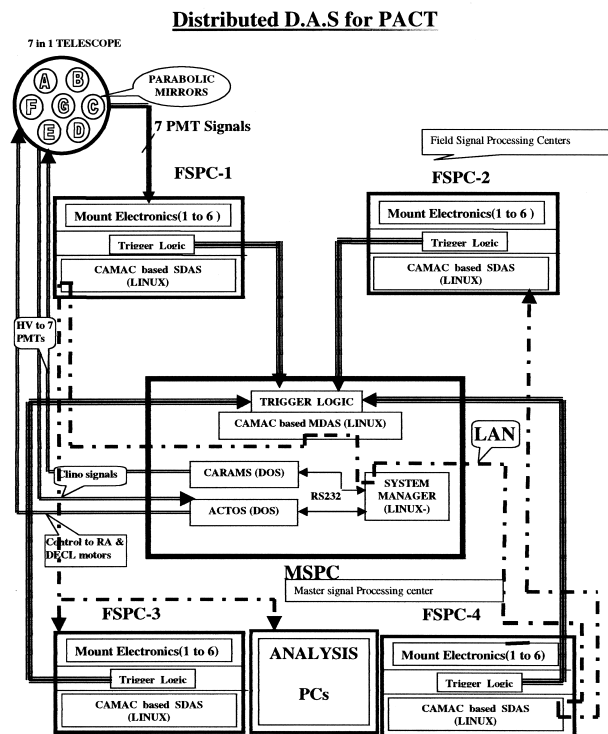 Distributed D.A.S for PACT
7 in 1 TELESCOPE
A B
F G C
E D
PARABOLIC
MIRRORS
7 PMT Signals
Field Signal Processing Centers
FSPC-1
Mount Electronics(1 to 6 )
Trigger Logic
CAMAC based SDAS
(LINUX)
FSPC-2
Mount Electronics(1 to 6 )
Trigger Logic
CAMAC based SDAS
(LINUX)
HV to 7
PMTs
TRIGGER LOGIC
CAMAC based MDAS (LINUX)
LAN
Clino signals
CARAMS (DOS)
RS232
SYSTEM
MANAGER
(LINUX-)
ACTOS (DOS)
Control to RA &
DECL motors
MSPC
Master signal Processing center
FSPC-3
Mount Electronics(1 to 6)
Trigger Logic
CAMAC based SDAS
(LINUX)
ANALYSIS
PCs
FSPC-4
Mount Electronics(1 to 6)
Trigger Logic
CAMAC based SDAS
(LINUX)